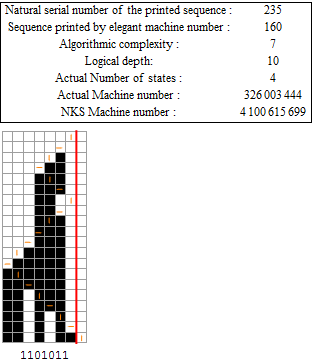 Natural serial number of the printed sequence : 235
Sequence printed by elegant machine number : 160
Algorithmic complexity : 7
Logical depth: 10
Actual Number of states : 4
Actual Machine number : 326 003 444
NKS Machine number : 4 100 615 699
1101011